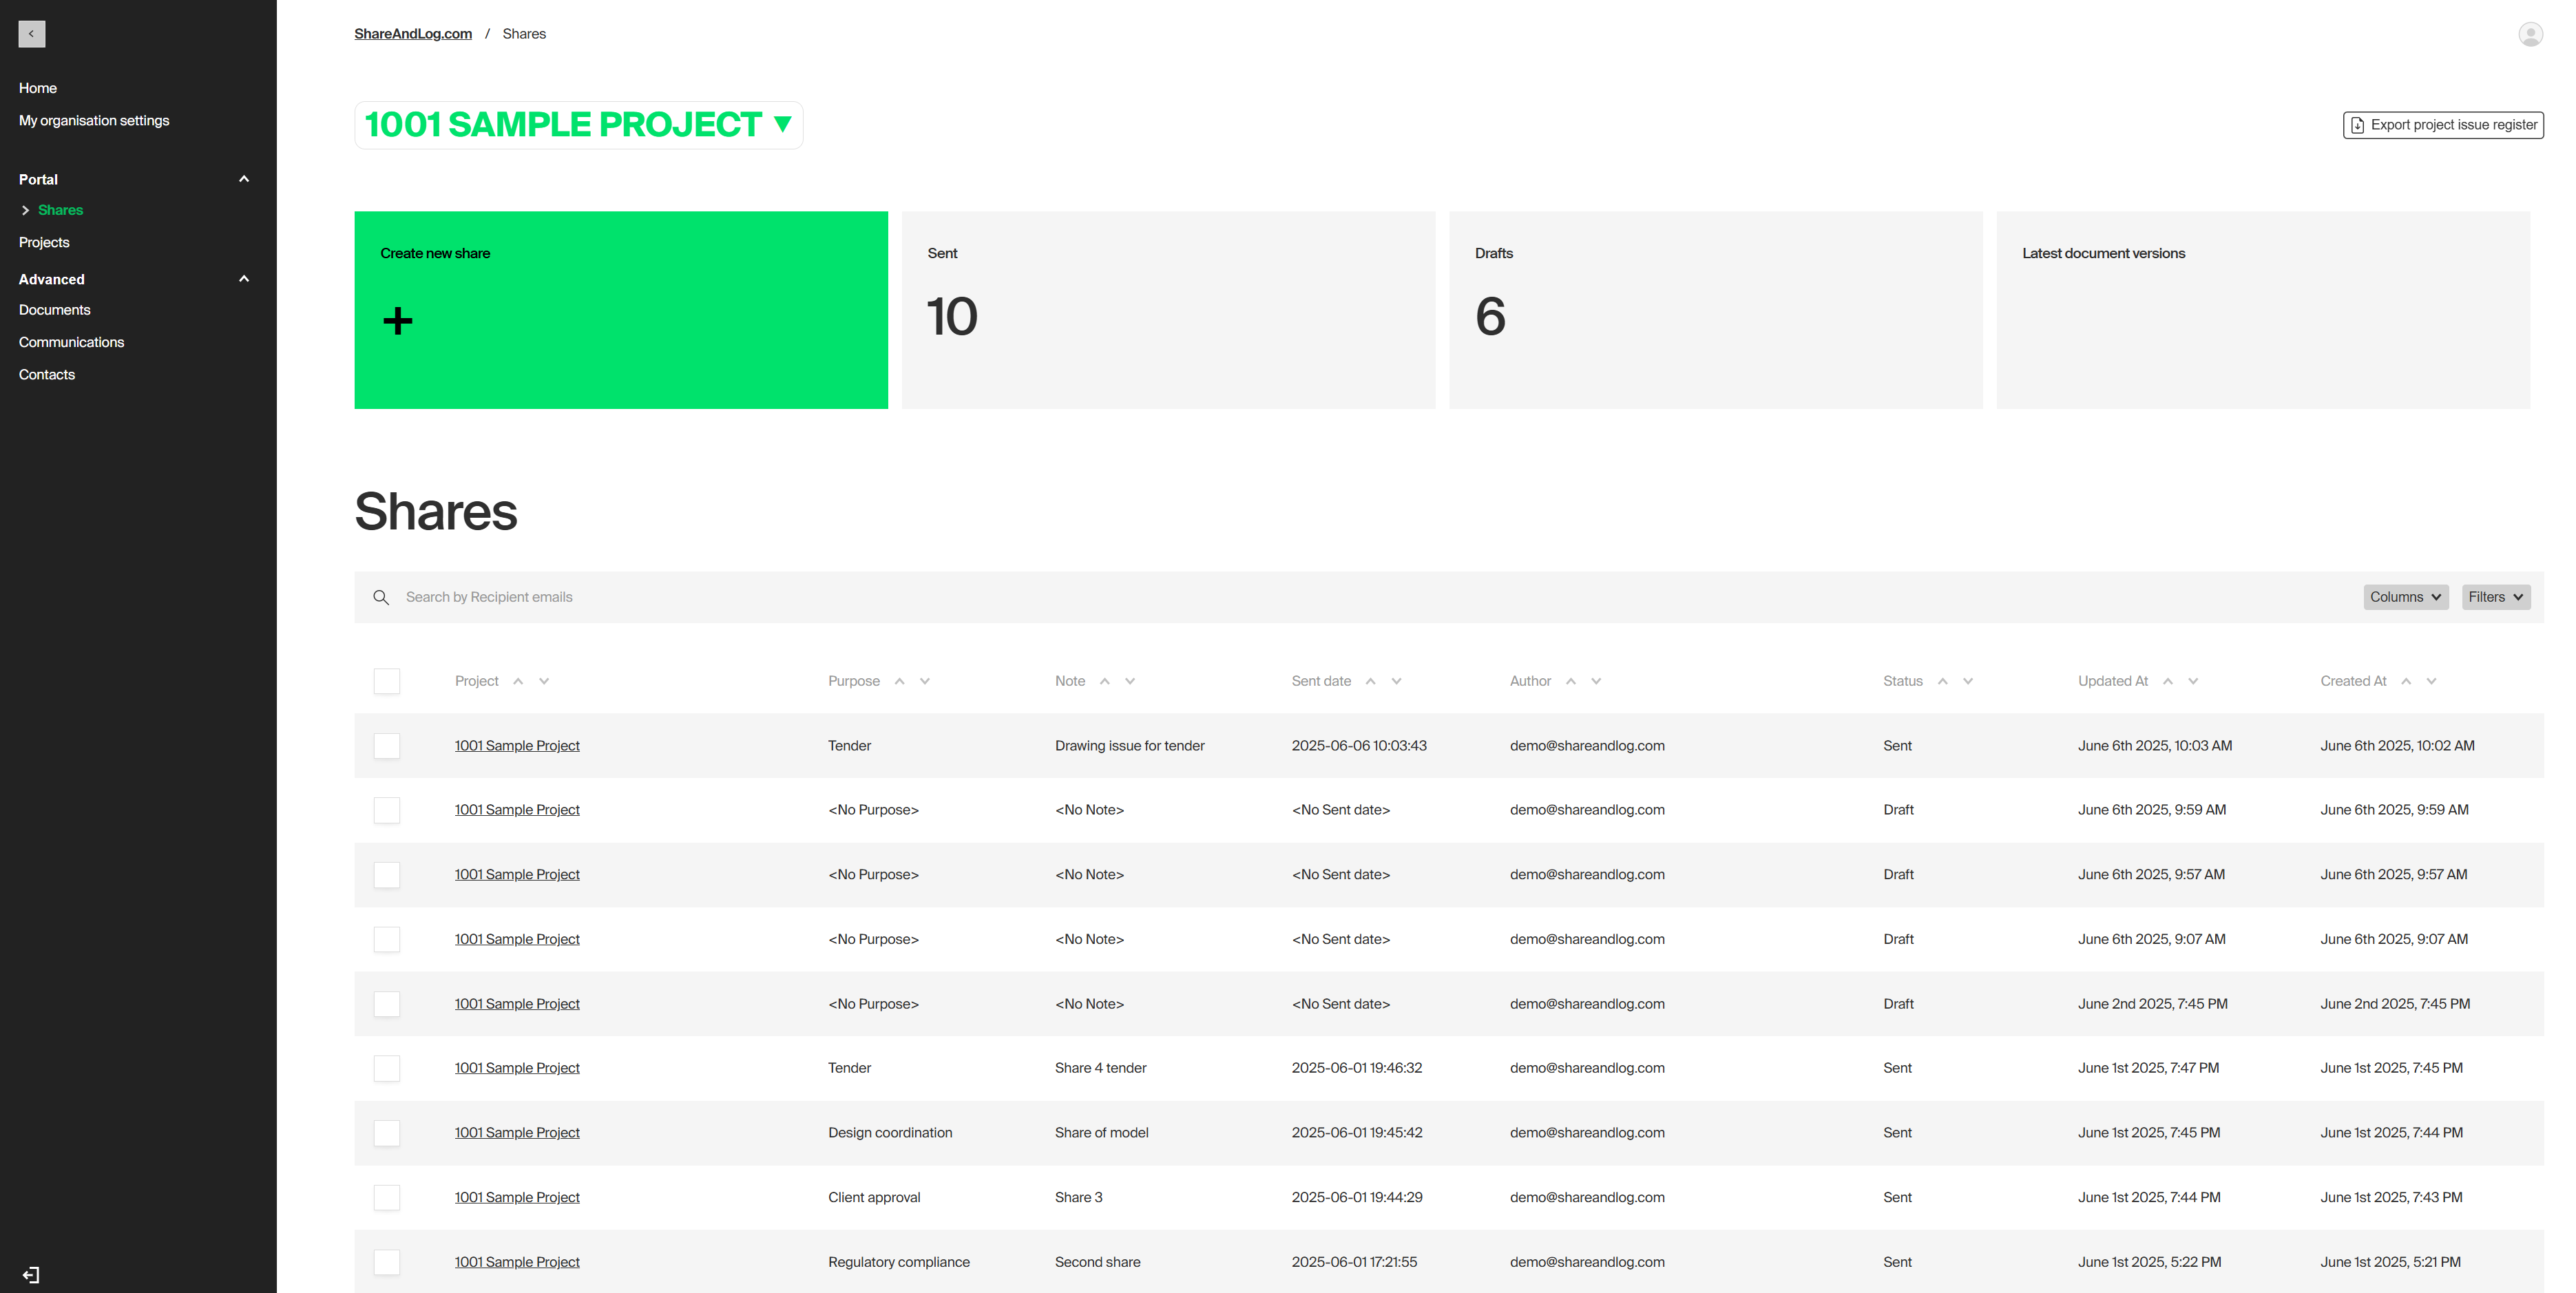 ShareAndLog.com / Shares
Home
My organisation settings
Portal
Shares
Projects
Advanced
Documents
Communications
Contacts
1001 SAMPLE PROJECT
Export project issue register
Create new share
+
Sent
10
Drafts
6
Latest document versions
Shares
Search by Recipient emails
Columns
Filters
Project Purpose Note Sent date Author Status Updated At Created At
1001 Sample Project Tender Drawing issue for tender 2025-06-06 10:03:43 demo@shareandlog.com Sent June 6th 2025, 10:03 AM June 6th 2025, 10:02 AM
1001 Sample Project <No Purpose> <No Note> <No Sent date> demo@shareandlog.com Draft June 6th 2025, 9:59 AM June 6th 2025, 9:59 AM
1001 Sample Project <No Purpose> <No Note> <No Sent date> demo@shareandlog.com Draft June 6th 2025, 9:57 AM June 6th 2025, 9:57 AM
1001 Sample Project <No Purpose> <No Note> <No Sent date> demo@shareandlog.com Draft June 6th 2025, 9:07 AM June 6th 2025, 9:07 AM
1001 Sample Project <No Purpose> <No Note> <No Sent date> demo@shareandlog.com Draft June 2nd 2025, 7:45 PM June 2nd 2025, 7:45 PM
1001 Sample Project Tender Share 4 tender 2025-06-01 19:46:32 demo@shareandlog.com Sent June 1st 2025, 7:47 PM June 1st 2025, 7:45 PM
1001 Sample Project Design coordination Share of model 2025-06-01 19:45:42 demo@shareandlog.com Sent June 1st 2025, 7:45 PM June 1st 2025, 7:44 PM
1001 Sample Project Client approval Share 3 2025-06-01 19:44:29 demo@shareandlog.com Sent June 1st 2025, 7:44 PM June 1st 2025, 7:43 PM
1001 Sample Project Regulatory compliance Second share 2025-06-01 17:21:55 demo@shareandlog.com Sent June 1st 2025, 5:22 PM June 1st 2025, 5:21 PM